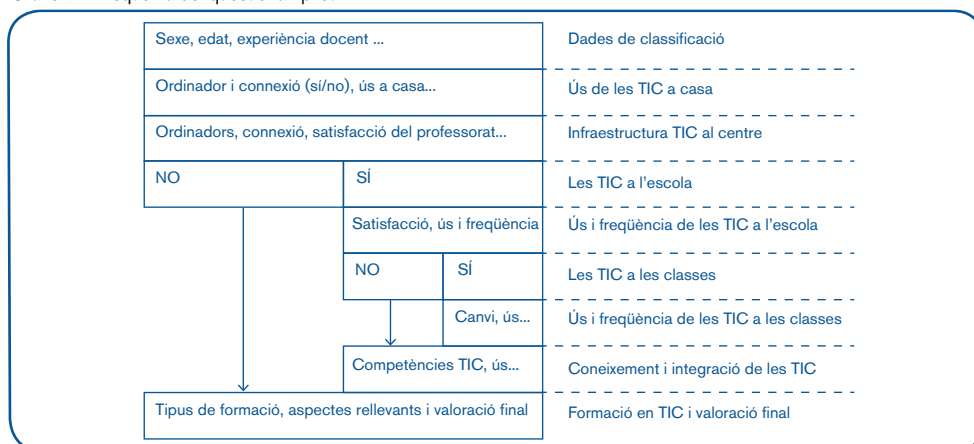 Sexe, edat, experiència docent ... Dades de classificació
Ordinador i connexió (sí/no), ús a casa... Ús de les TIC a casa
Ordinadors, connexió, satisfacció del professorat... Infraestructura TIC al centre
NO SÍ Les TIC a l’escola
Satisfacció, ús i freqüència Ús i freqüència de les TIC a l’escola
NO SÍ Les TIC a les classes
Canvi, ús... Ús i freqüència de les TIC a les classes
Competències TIC, ús... Coneixement i integració de les TIC
Tipus de formació, aspectes rellevants i valoració final Formació en TIC i valoració final